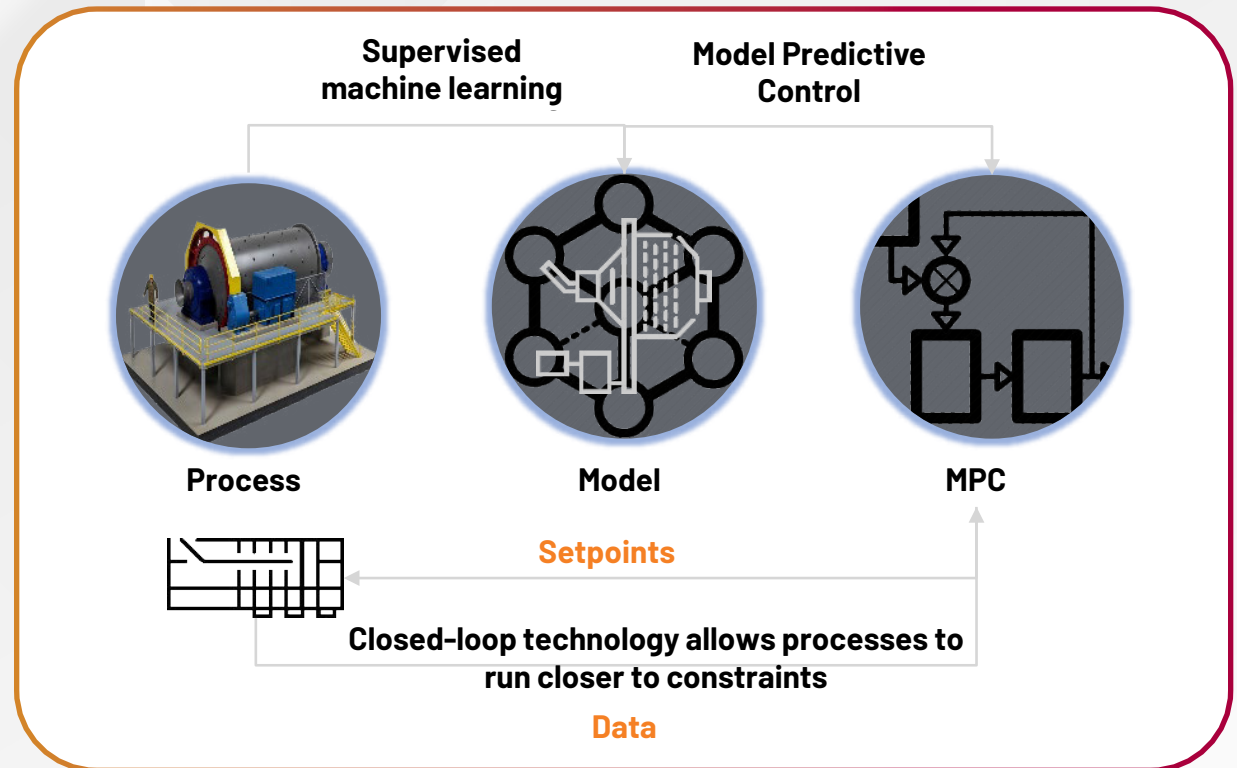 Supervised
machine learning
Model Predictive
Control
Process
Model
MPC
Setpoints
Closed-loop technology allows processes to
run closer to constraints
Data